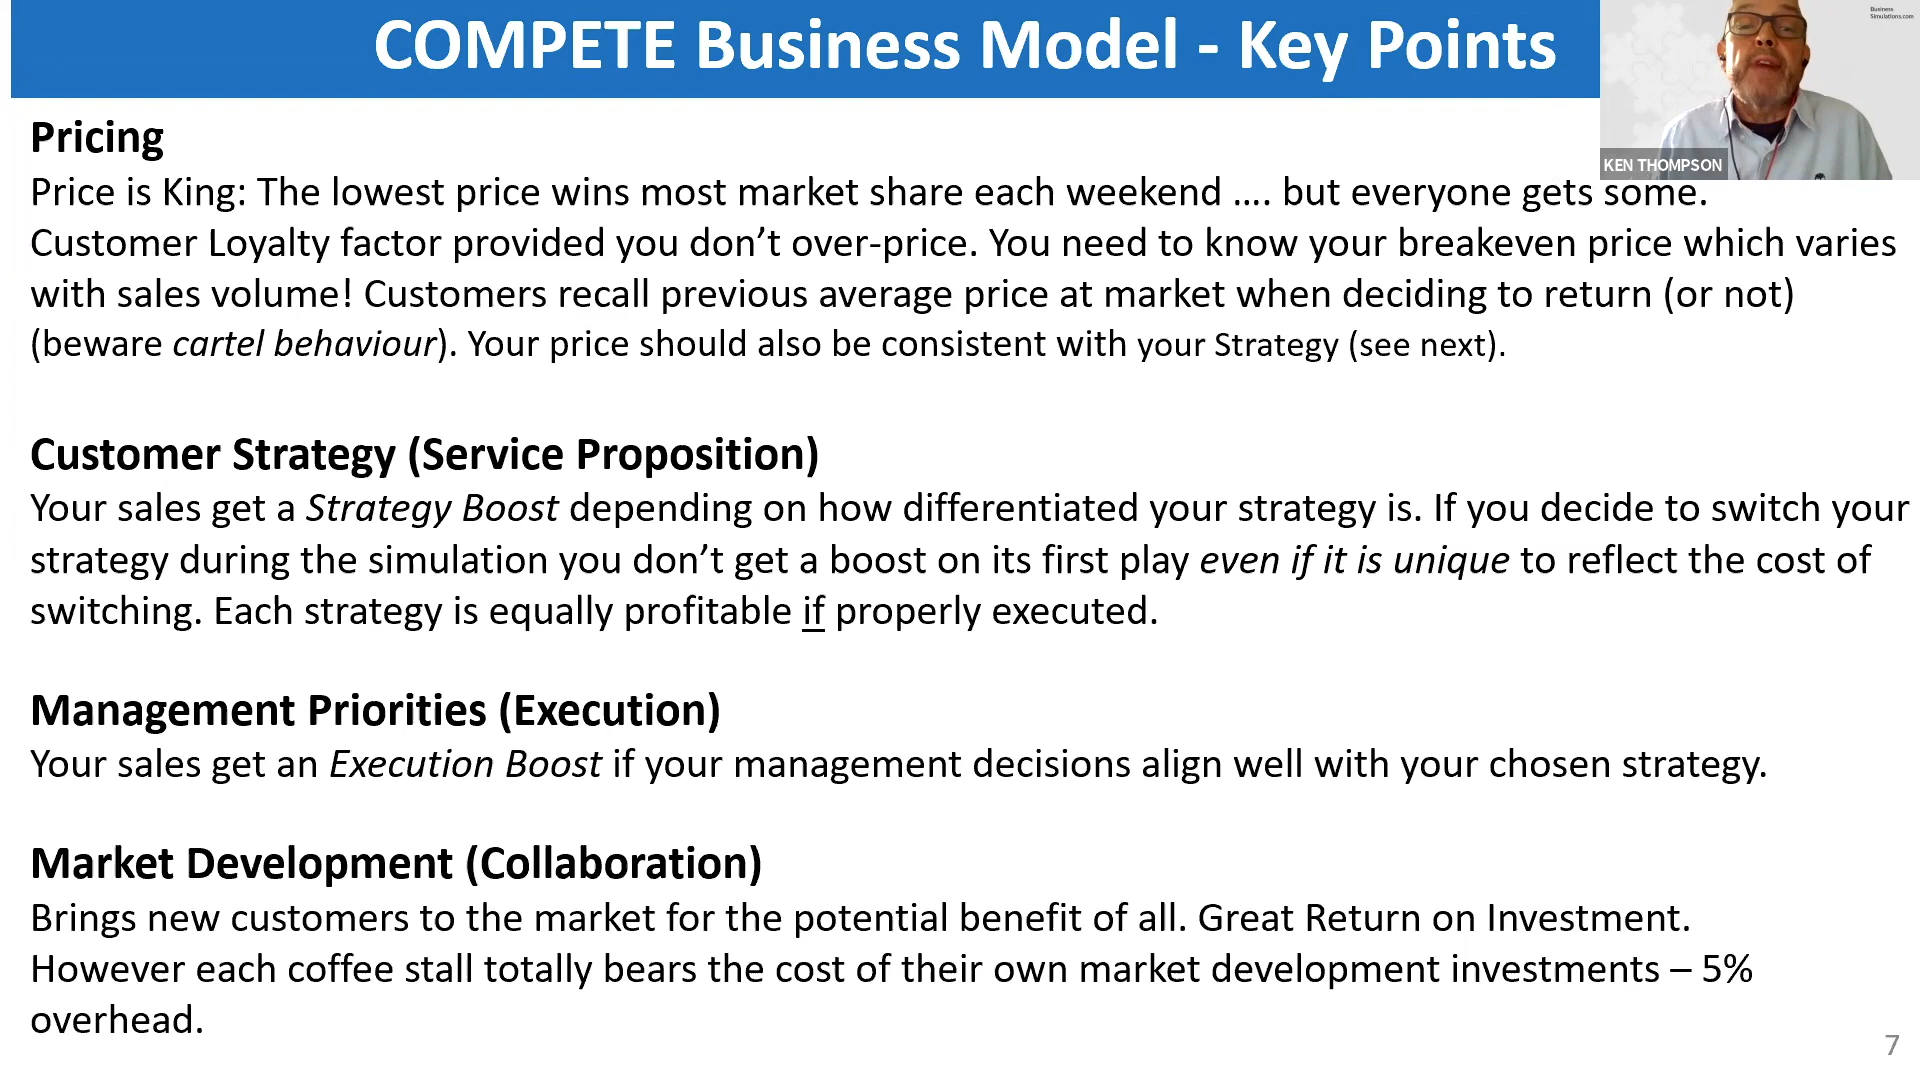 COMPETE Business Model - Key Points
Business
Simulations.com
KEN THOMPSON
Pricing
Price is King: The lowest price wins most market share each weekend .... but everyone gets some.
Customer Loyalty factor provided you don’t over-price. You need to know your breakeven price which varies
with sales volume! Customers recall previous average price at market when deciding to return (or not)
(beware cartel behaviour). Your price should also be consistent with your Strategy (see next).
Customer Strategy (Service Proposition)
Your sales get a Strategy Boost depending on how differentiated your strategy is. If you decide to switch your
strategy during the simulation you don’t get a boost on its first play even if it is unique to reflect the cost of
switching. Each strategy is equally profitable if properly executed.
Management Priorities (Execution)
Your sales get an Execution Boost if your management decisions align well with your chosen strategy.
Market Development (Collaboration)
Brings new customers to the market for the potential benefit of all. Great Return on Investment.
However each coffee stall totally bears the cost of their own market development investments – 5%
overhead.
7